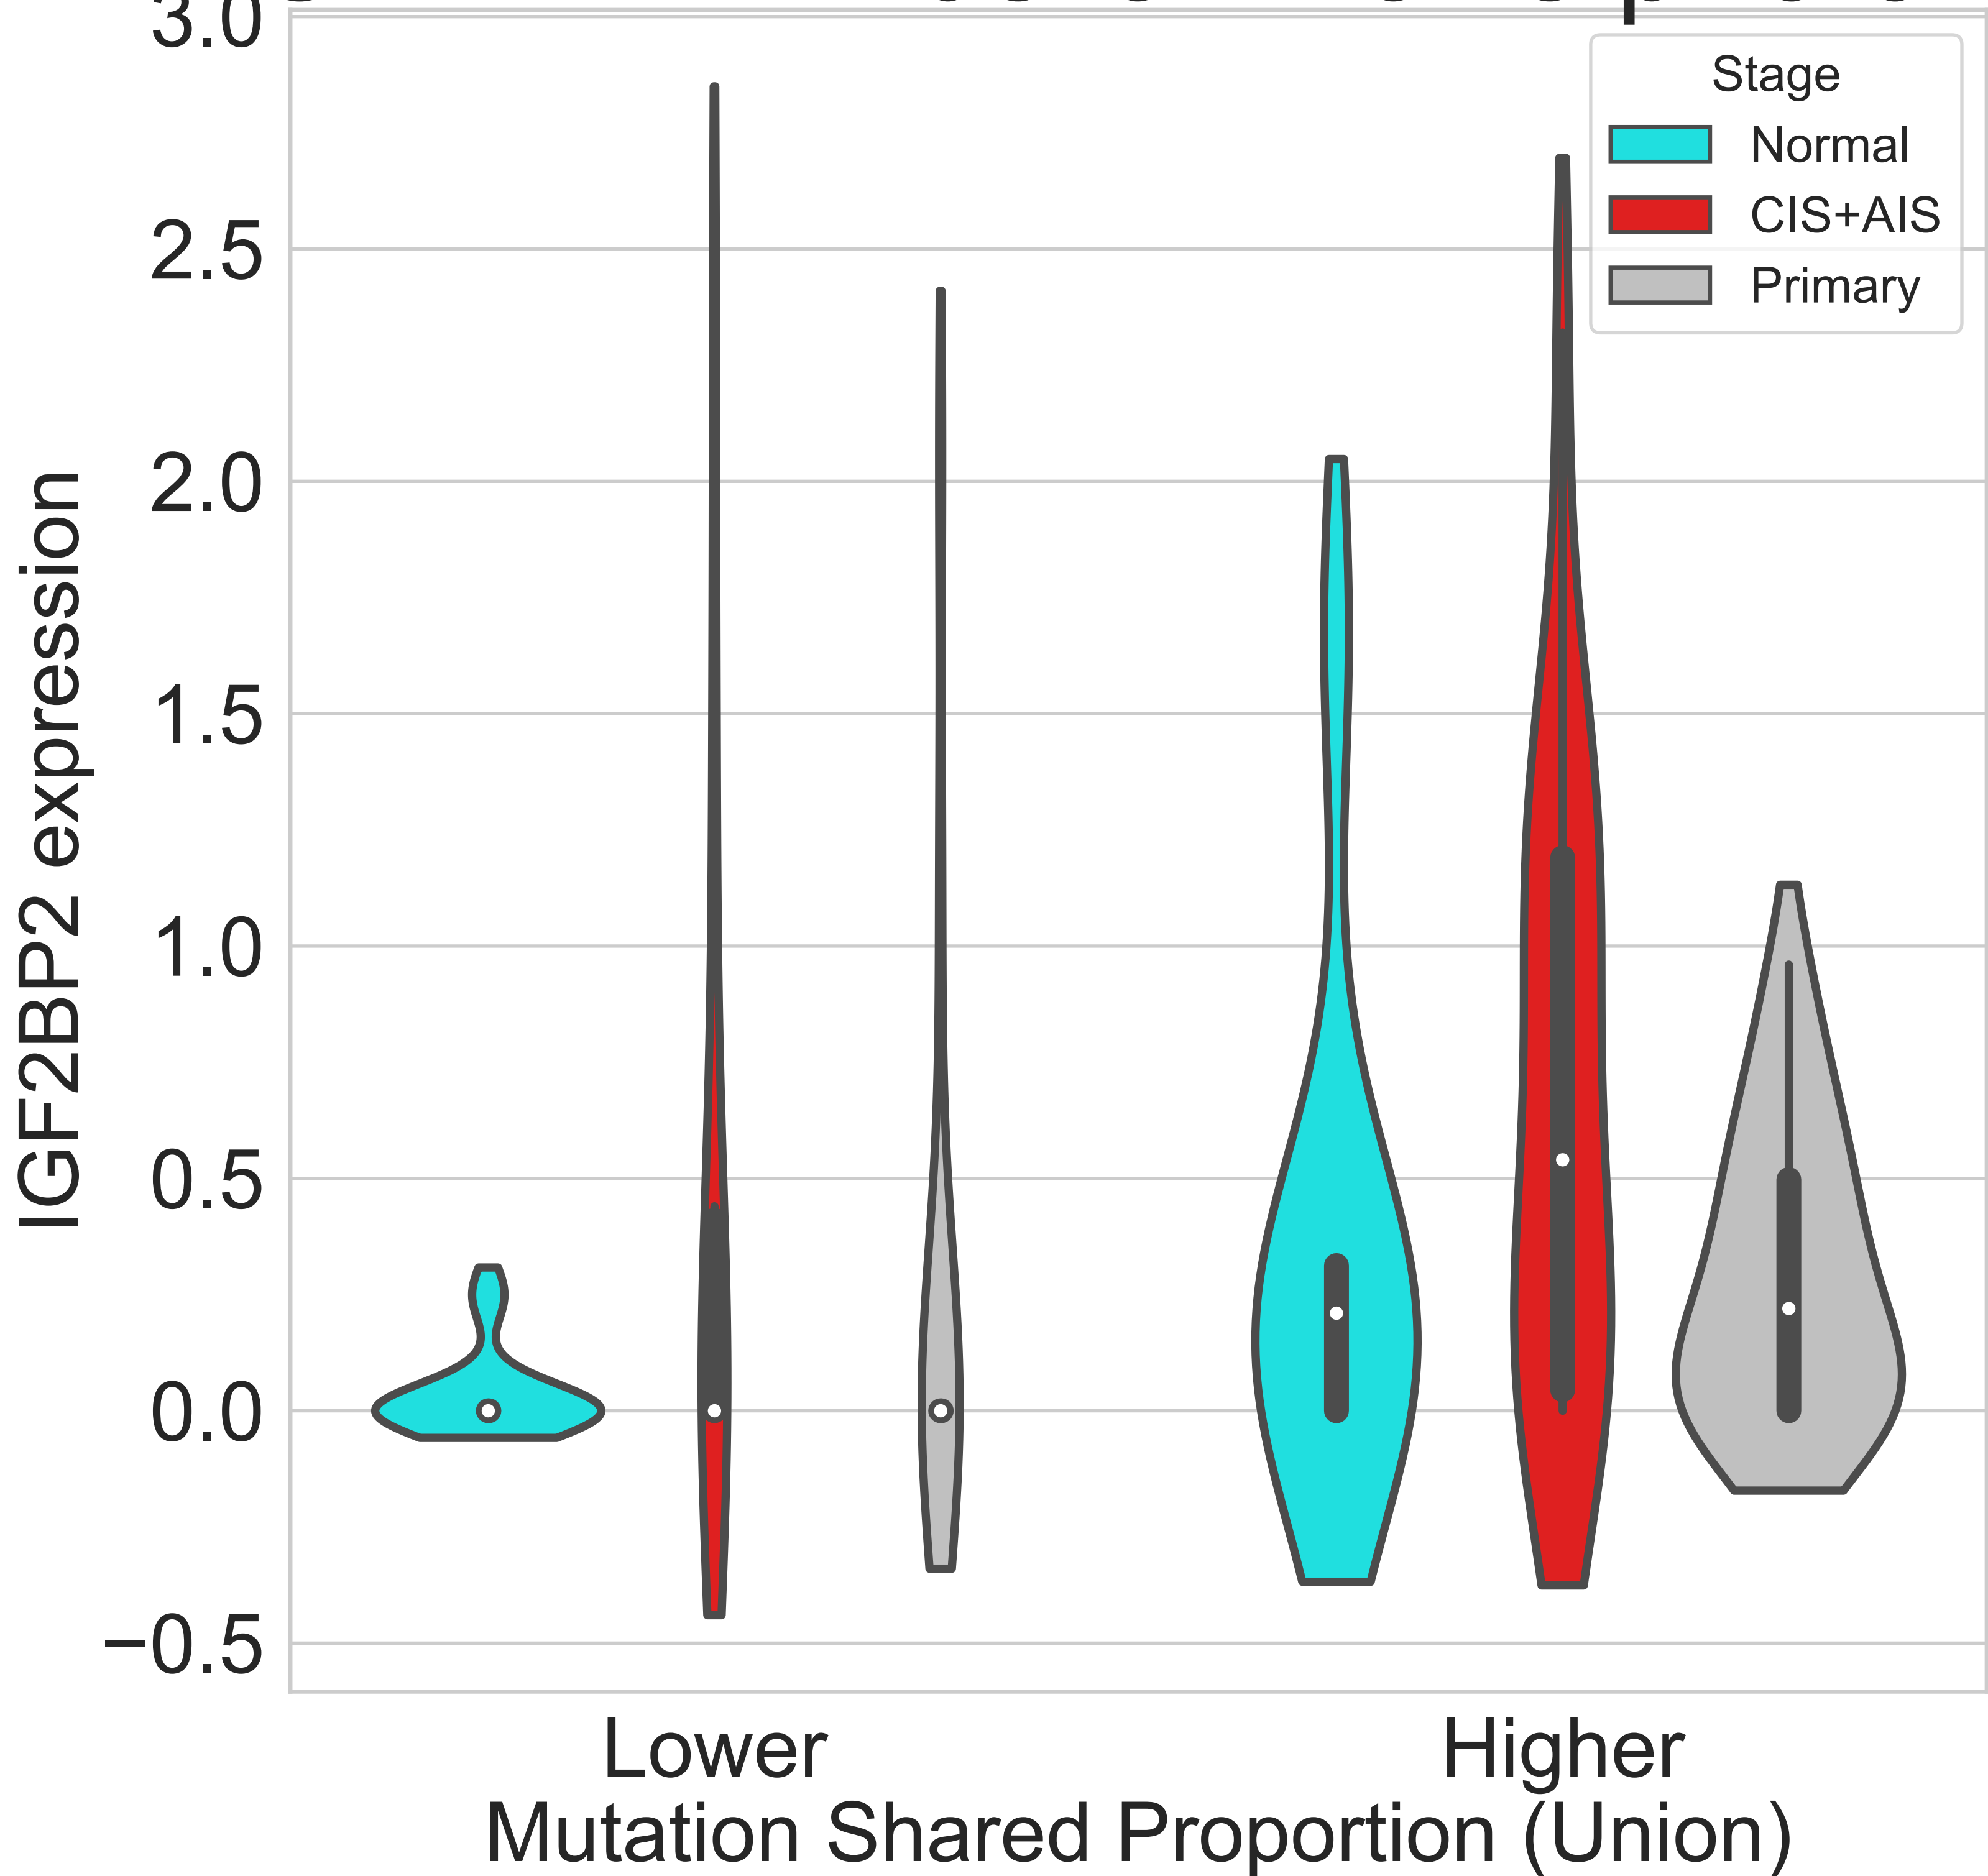 3.0
2.5
2.0
1.5
1.0
0.5
0.0
−0.5
IGF2BP2 expression
Stage
Normal
CIS+AIS
Primary
Lower
Higher
Mutation Shared Proportion (Union)